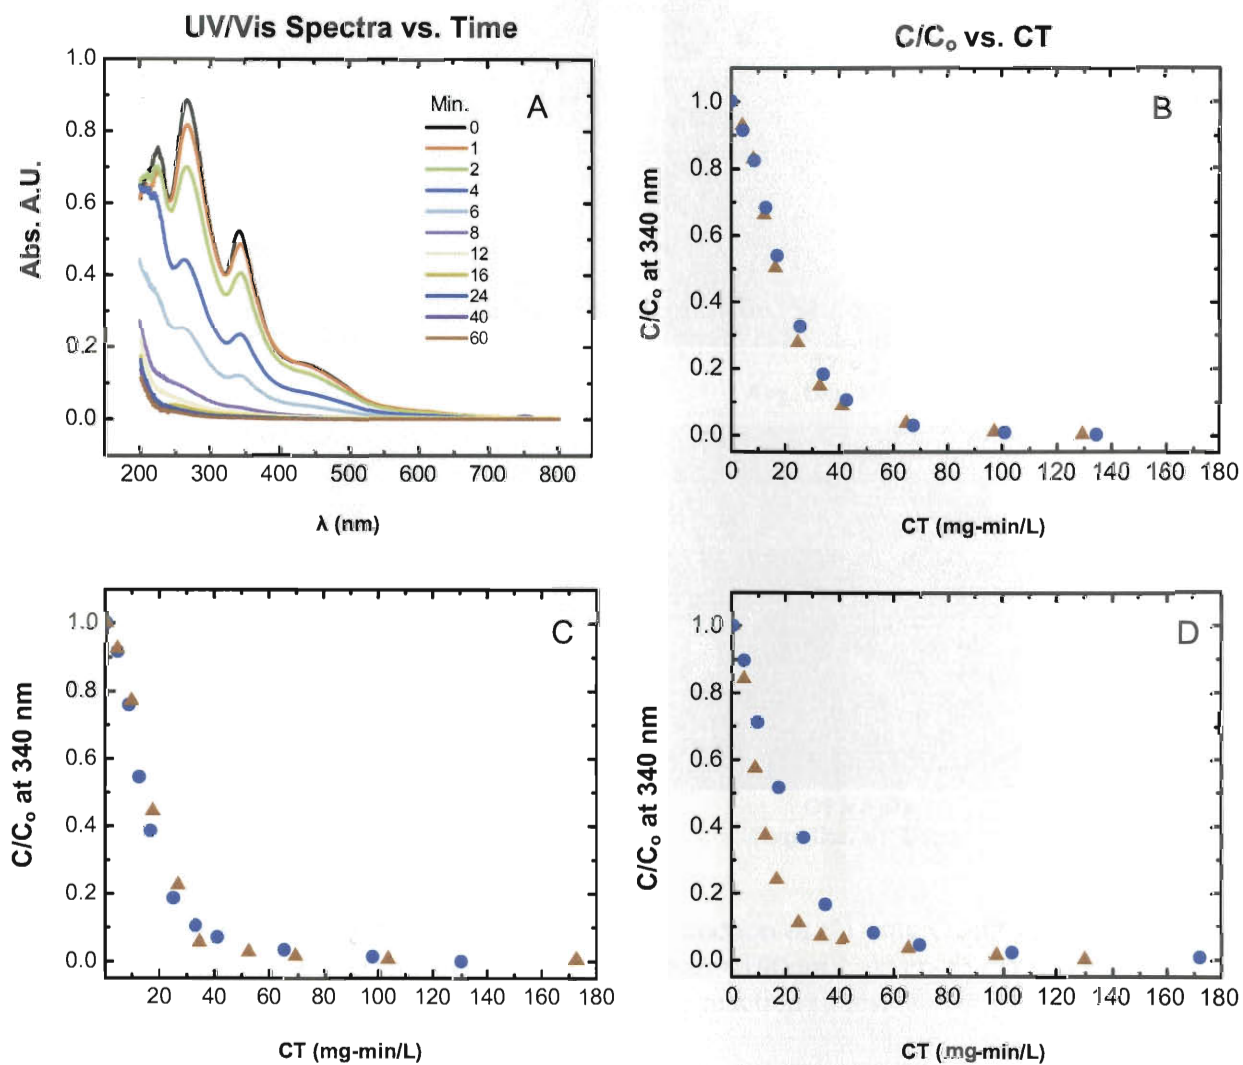 UV/Vis Spectra vs. Time
C/Co vs. CT
A
Abs. A.U.
1.0
0.8
0.6
0.4
0.2
0.0
Min.
0
1
2
4
6
8
12
16
24
40
60
200 300 400 500 600 700 800
λ (nm)
B
C/Co at 340 nm
1.0
0.8
0.6
0.4
0.2
0.0
0 20 40 60 80 100 120 140 160 180
CT (mg-min/L)
C
C/Co at 340 nm
1.0
0.8
0.6
0.4
0.2
0.0
20 40 60 80 100 120 140 160 180
CT (mg-min/L)
D
C/Co at 340 nm
1.0
0.8
0.6
0.4
0.2
0.0
0 20 40 60 80 100 120 140 160 180
CT (mg-min/L)